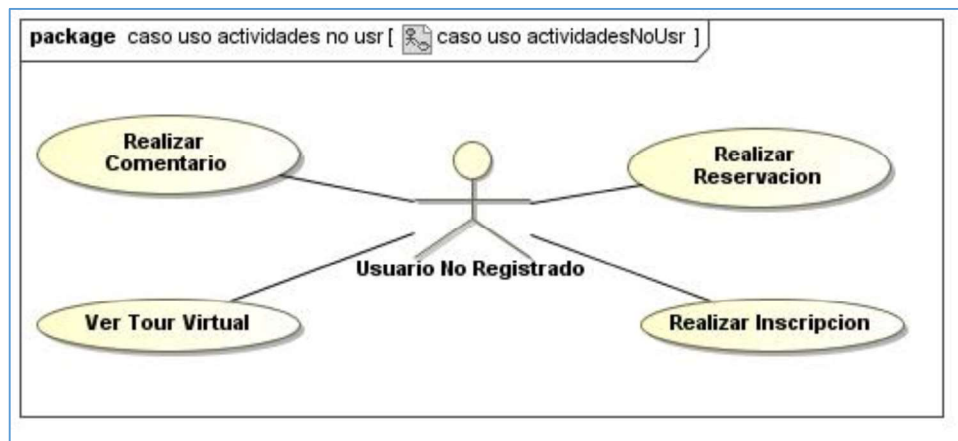 package caso uso actividades no usr [ caso uso actividadesNoUsr ]
Realizar
Comentario
Realizar
Reservacion
Usuario No Registrado
Ver Tour Virtual
Realizar Inscripcion